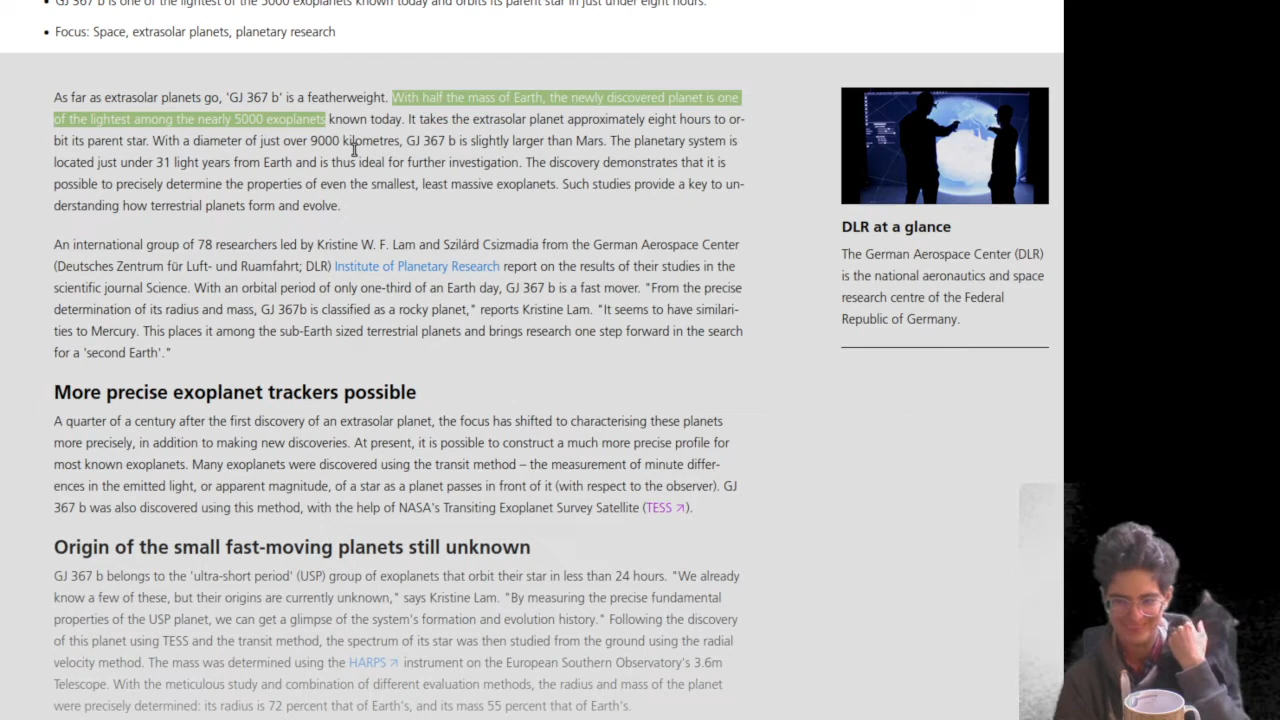 GJ 367 b is one of the lightest of the 5000 exoplanets known today and orbits its parent star in just under eight hours.
Focus: Space, extrasolar planets, planetary research
As far as extrasolar planets go, 'GJ 367 b' is a featherweight. With half the mass of Earth, the newly discovered planet is one
of the lightest among the nearly 5000 exoplanets known today. It takes the extrasolar planet approximately eight hours to or-
bit its parent star. With a diameter of just over 9000 kilometres, GJ 367 b is slightly larger than Mars. The planetary system is
located just under 31 light years from Earth and is thus ideal for further investigation. The discovery demonstrates that it is
possible to precisely determine the properties of even the smallest, least massive exoplanets. Such studies provide a key to un-
derstanding how terrestrial planets form and evolve.
An international group of 78 researchers led by Kristine W. F. Lam and Szilárd Csizmadia from the German Aerospace Center
(Deutsches Zentrum für Luft- und Ruamfahrt; DLR) Institute of Planetary Research report on the results of their studies in the
scientific journal Science. With an orbital period of only one-third of an Earth day, GJ 367 b is a fast mover. "From the precise
determination of its radius and mass, GJ 367b is classified as a rocky planet," reports Kristine Lam. "It seems to have similari-
ties to Mercury. This places it among the sub-Earth sized terrestrial planets and brings research one step forward in the search
for a 'second Earth'."
More precise exoplanet trackers possible
A quarter of a century after the first discovery of an extrasolar planet, the focus has shifted to characterising these planets
more precisely, in addition to making new discoveries. At present, it is possible to construct a much more precise profile for
most known exoplanets. Many exoplanets were discovered using the transit method – the measurement of minute differ-
ences in the emitted light, or apparent magnitude, of a star as a planet passes in front of it (with respect to the observer). GJ
367 b was also discovered using this method, with the help of NASA's Transiting Exoplanet Survey Satellite (TESS ↗).
Origin of the small fast-moving planets still unknown
GJ 367 b belongs to the 'ultra-short period' (USP) group of exoplanets that orbit their star in less than 24 hours. "We already
know a few of these, but their origins are currently unknown," says Kristine Lam. "By measuring the precise fundamental
properties of the USP planet, we can get a glimpse of the system's formation and evolution history." Following the discovery
of this planet using TESS and the transit method, the spectrum of its star was then studied from the ground using the radial
velocity method. The mass was determined using the HARPS ↗ instrument on the European Southern Observatory's 3.6m
Telescope. With the meticulous study and combination of different evaluation methods, the radius and mass of the planet
were precisely determined: its radius is 72 percent that of Earth's, and its mass 55 percent that of Earth's.
DLR at a glance
The German Aerospace Center (DLR)
is the national aeronautics and space
research centre of the Federal
Republic of Germany.